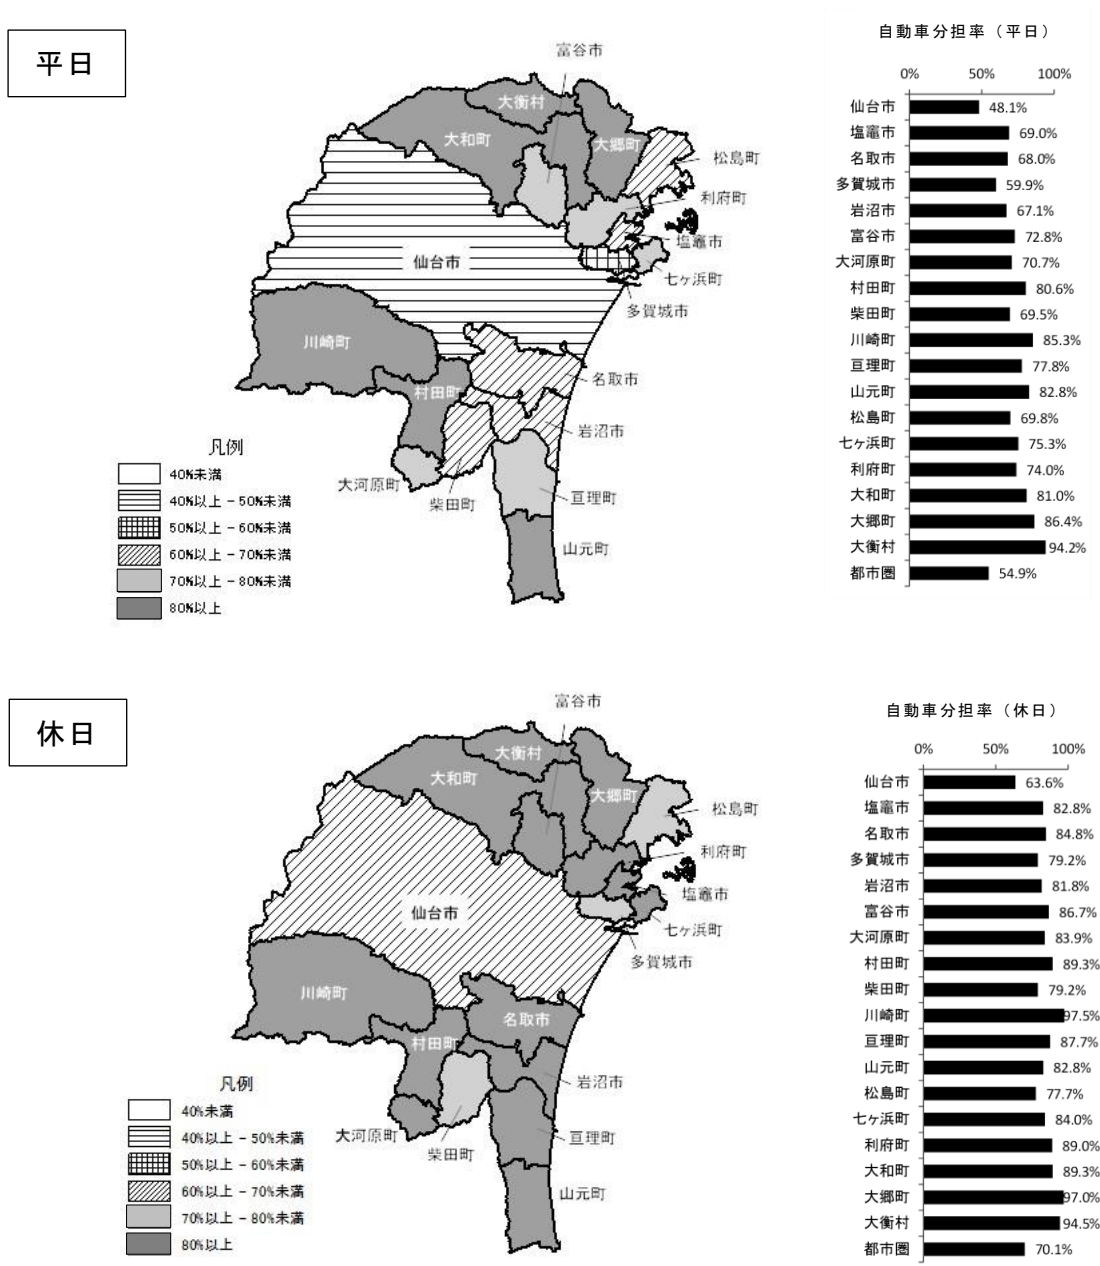 平日
富谷市
大衡村
大和町
大郷町
松島町
利府町
塩竈市
仙台市
七ヶ浜町
多賀城市
川崎町
名取市
村田町
岩沼市
大河原町
柴田町
亘理町
山元町
凡例
40%未満
40%以上-50%未満
50%以上-60%未満
60%以上-70%未満
70%以上-80%未満
80%以上
自動車分担率（平日）
0% 50% 100%
仙台市 48.1%
塩竈市 69.0%
名取市 68.0%
多賀城市 59.9%
岩沼市 67.1%
富谷市 72.8%
大河原町 70.7%
村田町 80.6%
柴田町 69.5%
川崎町 85.3%
亘理町 77.8%
山元町 82.8%
松島町 69.8%
七ヶ浜町 75.3%
利府町 74.0%
大和町 81.0%
大郷町 86.4%
大衡村 94.2%
都市圏 54.9%
休日
富谷市
大衡村
大和町
大郷町
松島町
利府町
塩竈市
仙台市
七ヶ浜町
多賀城市
川崎町
名取市
村田町
岩沼市
大河原町
亘理町
柴田町
山元町
凡例
40%未満
40%以上-50%未満
50%以上-60%未満
60%以上-70%未満
70%以上-80%未満
80%以上
自動車分担率（休日）
0% 50% 100%
仙台市 63.6%
塩竈市 82.8%
名取市 84.8%
多賀城市 79.2%
岩沼市 81.8%
富谷市 86.7%
大河原町 83.9%
村田町 89.3%
柴田町 79.2%
川崎町 97.5%
亘理町 87.7%
山元町 82.8%
松島町 77.7%
七ヶ浜町 84.0%
利府町 89.0%
大和町 89.3%
大郷町 97.0%
大衡村 94.5%
都市圏 70.1%